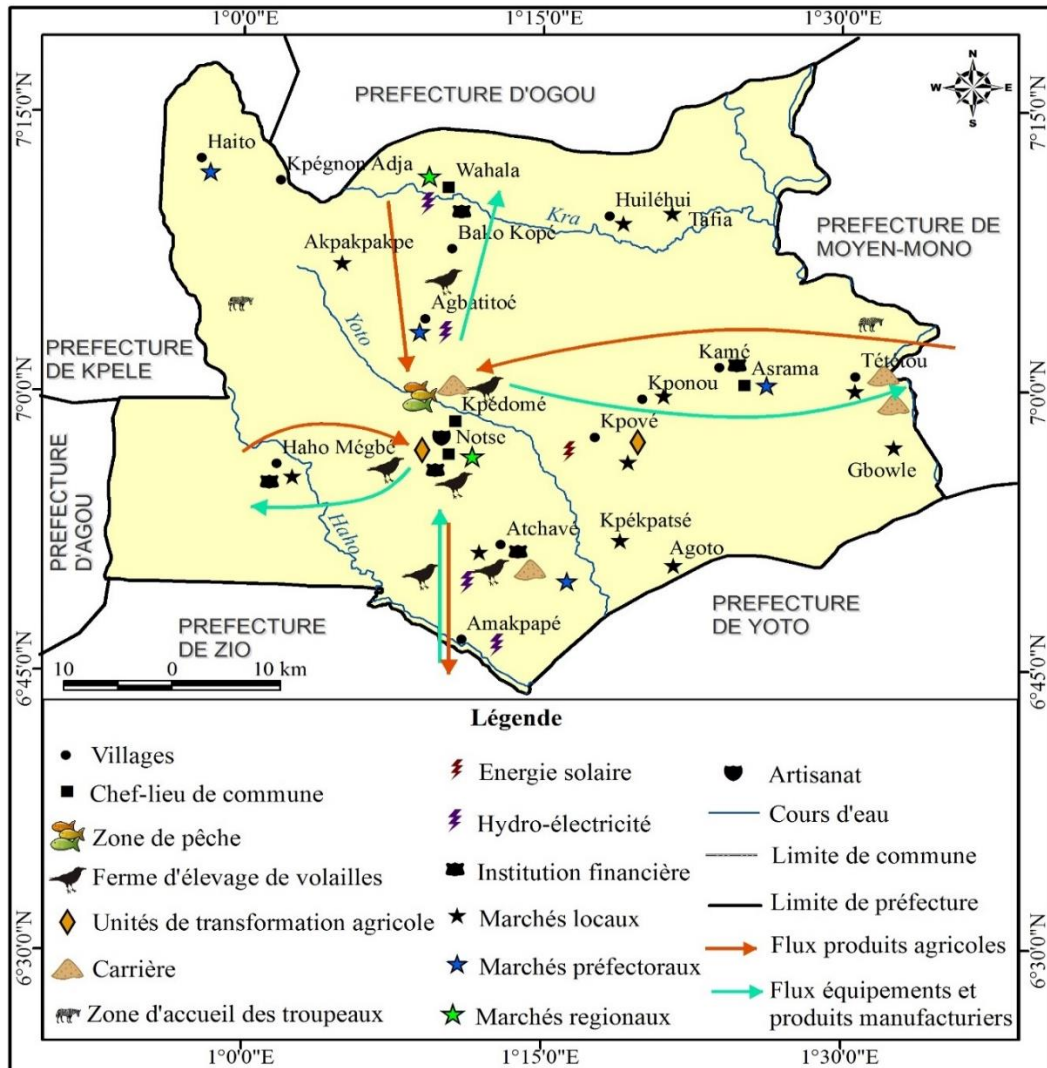 1°0'0"E
1°15'0"E
1°30'0"E
7°15'0"N
7°15'0"N
N
W
E
S
PREFECTURE D'OGOU
Haito
Kpégnon Adja
Wahala
Huiléhui
Kra
Tafia
Bako Kopé
PREFECTURE DE
MOYEN-MONO
Akpakpakpe
Agbatitoé
Yoto
PREFECTURE
DE KPELE
7°0'0"N
7°0'0"N
Kamé
Tététou
Asrama
Kponou
Kpédomé
Kpové
Notse
Haho Mégbé
Gbowle
PREFECTURE
D'AGOU
Haho
Atchavé
Kpékpatsé
Agoto
PREFECTURE
DE ZIO
Amakpapé
PREFECTURE
DE YOTO
6°45'0"N
6°45'0"N
10
0
10 km
Légende
Villages
Chef-lieu de commune
Zone de pêche
Ferme d'élevage de volailles
Unités de transformation agricole
Carrière
Zone d'accueil des troupeaux
Energie solaire
Hydro-électricité
Institution financière
Marchés locaux
Marchés préfectoraux
Marchés regionaux
Artisanat
Cours d'eau
Limite de commune
Limite de préfecture
Flux produits agricoles
Flux équipements et
produits manufacturiers
6°30'0"N
6°30'0"N
1°0'0"E
1°15'0"E
1°30'0"E